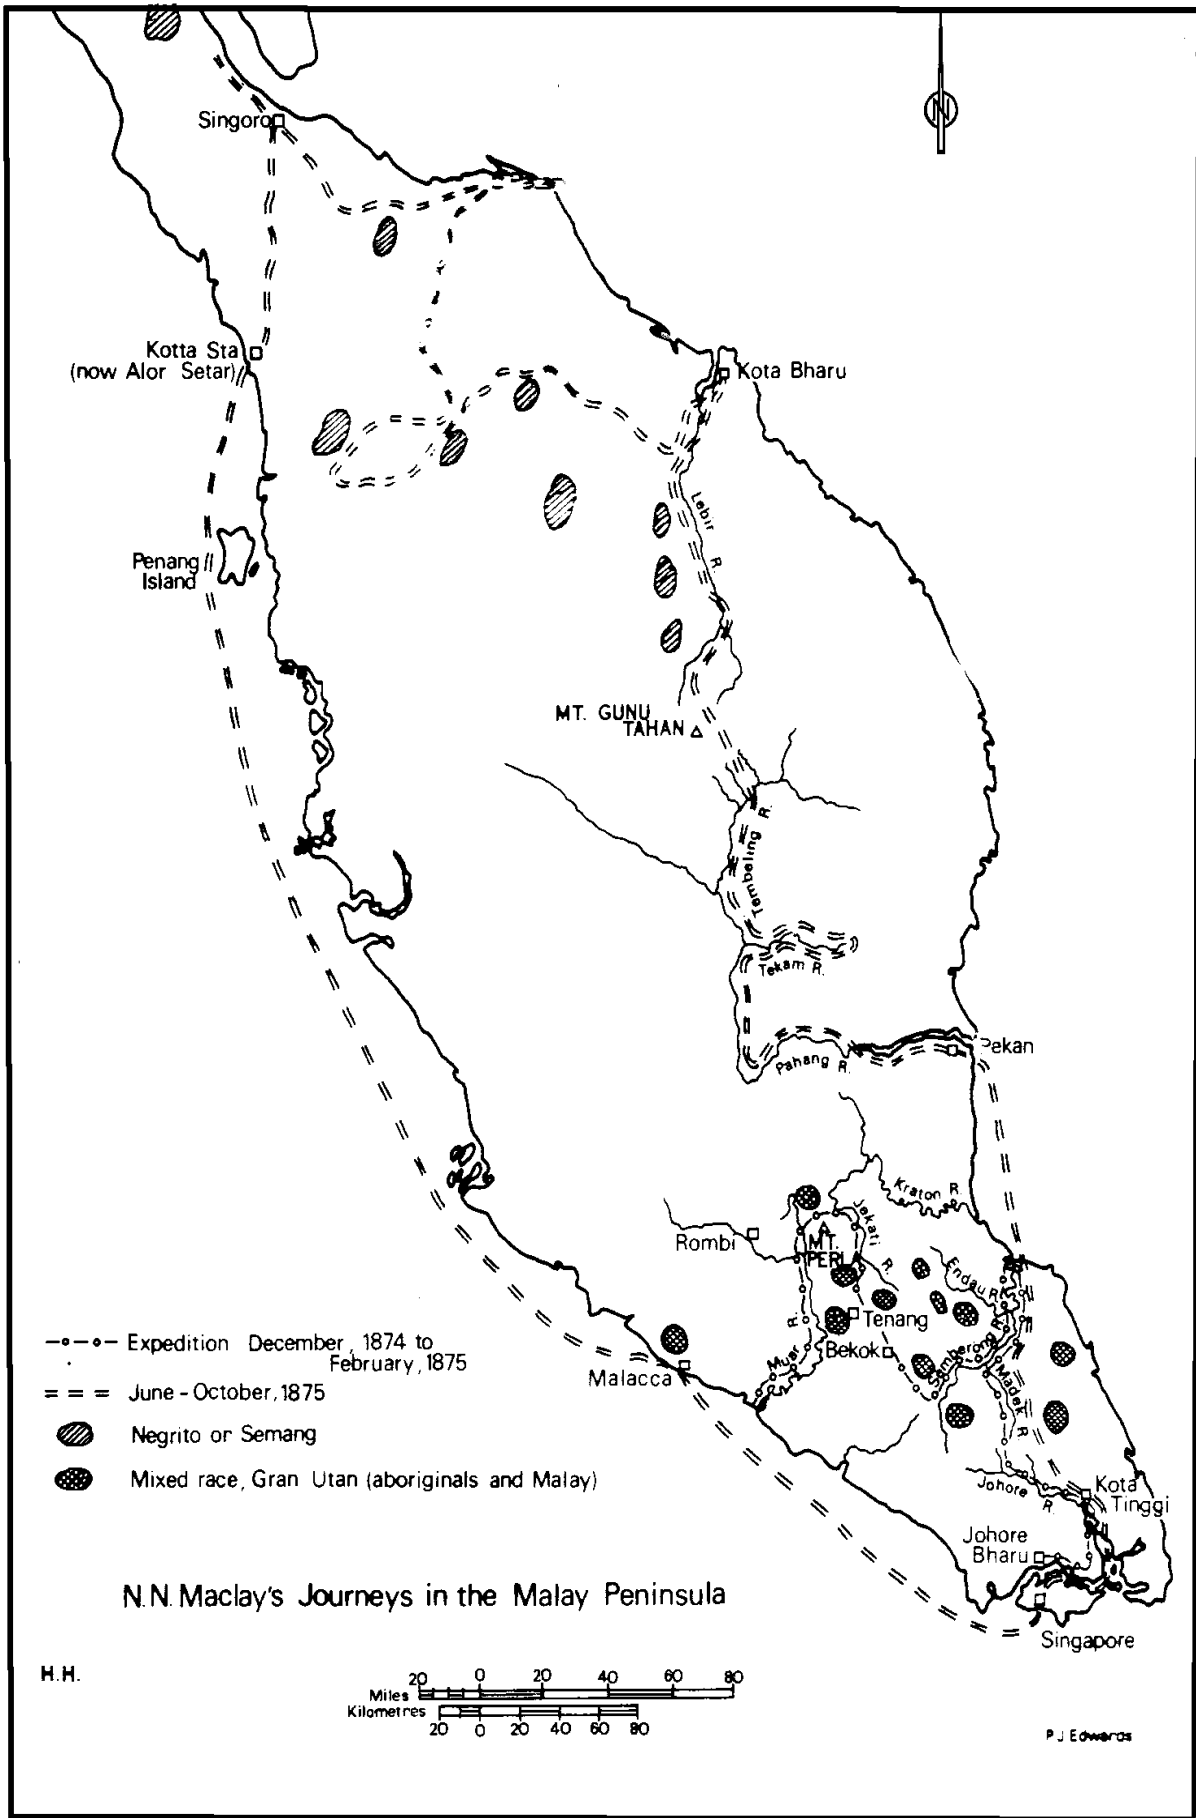 N
Singoro
Kotta Sta
(now Alor Setar)
Kota Bharu
Lebir R.
Penang
Island
MT. GUNU
TAHAN
Tembeling R.
Tekam R.
Pekan
Pahang R.
Kraton R.
Jekati R.
Rombi
MT.
PERLA
Endau R.
Tenang
Bekok
Semberong R.
Muar R.
Malacca
Madek R.
Johore R.
Kota
Tinggi
Johore
Bharu
Singapore
Expedition December, 1874 to
February, 1875
June-October, 1875
Negrito or Semang
Mixed race, Gran Utan (aboriginals and Malay)
N.N. Maclay's Journeys in the Malay Peninsula
H.H.
20 0 20 40 60 80
Miles
Kilometres
20 0 20 40 60 80
P J Edwards